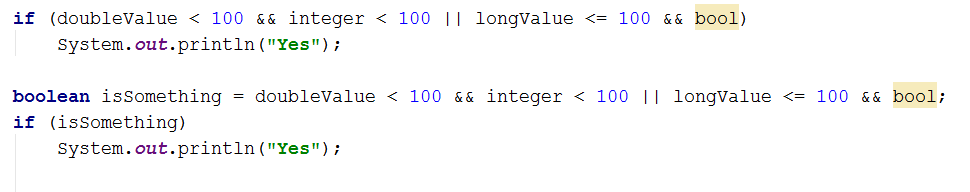 if (doubleValue < 100 && integer < 100 || longValue <= 100 && bool)
    System.out.println("Yes");
boolean isSomething = doubleValue < 100 && integer < 100 || longValue <= 100 && bool;
if (isSomething)
    System.out.println("Yes");